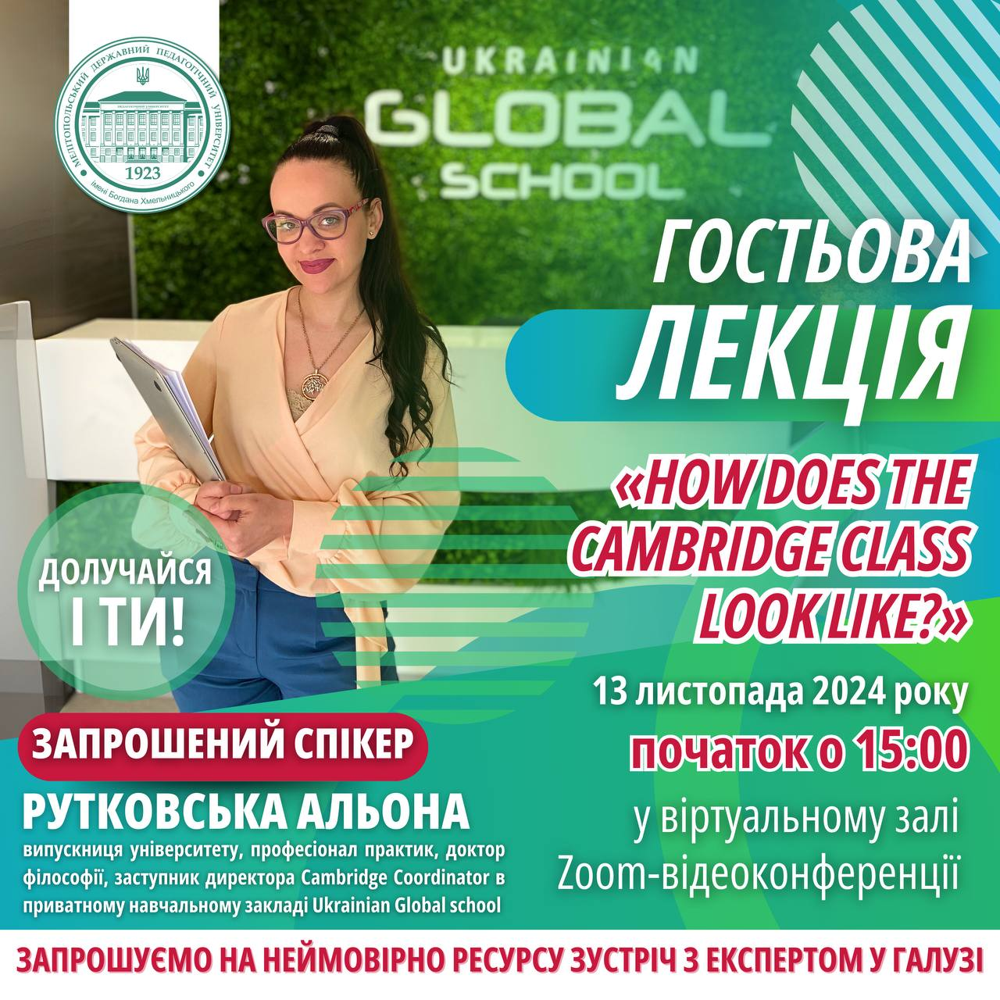 МЕЛІТОПОЛЬСЬКИЙ ДЕРЖАВНИЙ ПЕДАГОГІЧНИЙ УНІВЕРСИТЕТ
1923
імені Богдана Хмельницького
UKRAINIAN
GLOBAL
SCHOOL
ГОСТЬОВА
ЛЕКЦІЯ
«HOW DOES THE
CAMBRIDGE CLASS
LOOK LIKE?»
ДОЛУЧАЙСЯ
І ТИ!
13 листопада 2024 року
початок о 15:00
у віртуальному залі
Zoom-відеоконференції
ЗАПРОШЕНИЙ СПІКЕР
РУТКОВСЬКА АЛЬОНА
випускниця університету, професіонал практик, доктор
філософії, заступник директора Cambridge Coordinator в
приватному навчальному закладі Ukrainian Global school
ЗАПРОШУЄМО НА НЕЙМОВІРНО РЕСУРСУ ЗУСТРІЧ З ЕКСПЕРТОМ У ГАЛУЗІ